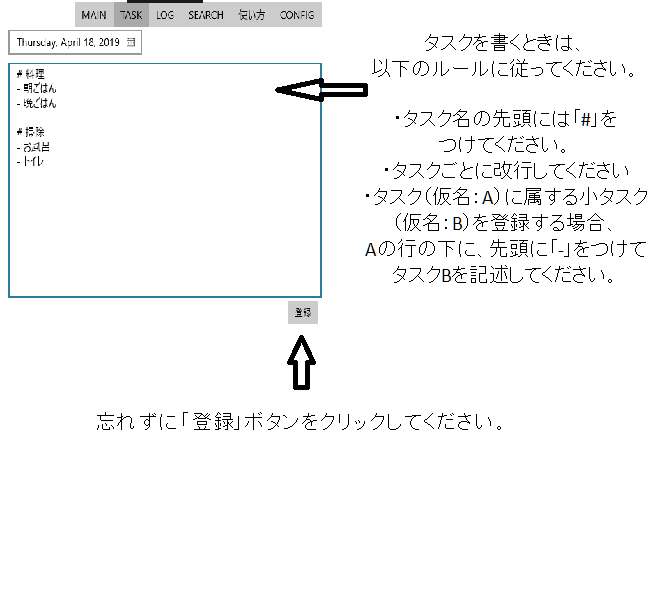 MAIN TASK LOG SEARCH 使い方 CONFIG
Thursday, April 18, 2019
# 料理
- 朝ごはん
- 晩ごはん
# 掃除
- お風呂
- トイレ
登録
タスクを書くときは、
以下のルールに従ってください。
・タスク名の先頭には「#」を
つけてください。
・タスクごとに改行してください
・タスク(仮名:A)に属する小タスク
(仮名:B)を登録する場合、
Aの行の下に、先頭に「-」をつけて
タスクBを記述してください。
忘れずに「登録」ボタンをクリックしてください。